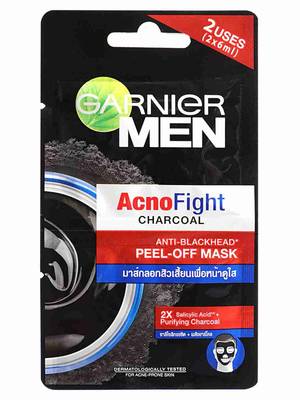 2 USES
(2x6ml)
GARNIER
MEN
AcnoFight
CHARCOAL
ANTI-BLACKHEAD*
PEEL-OFF MASK
มาส์กลอกสิวเสี้ยนเพื่อหน้าดูใส
2X Salicylic Acid** +
Purifying Charcoal
DERMATOLOGICALLY TESTED
FOR ACNE-PRONE SKIN